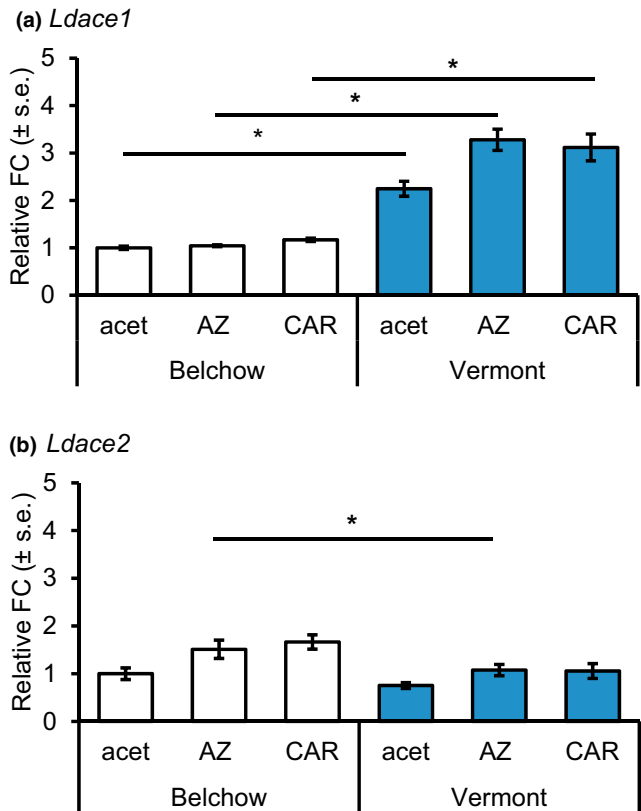 (a) Ldace1
Relative FC (± s.e.)
5
4
3
2
1
0
*
*
*
acet AZ CAR acet AZ CAR
Belchow Vermont
(b) Ldace2
Relative FC (± s.e.)
5
4
3
2
1
0
*
acet AZ CAR acet AZ CAR
Belchow Vermont